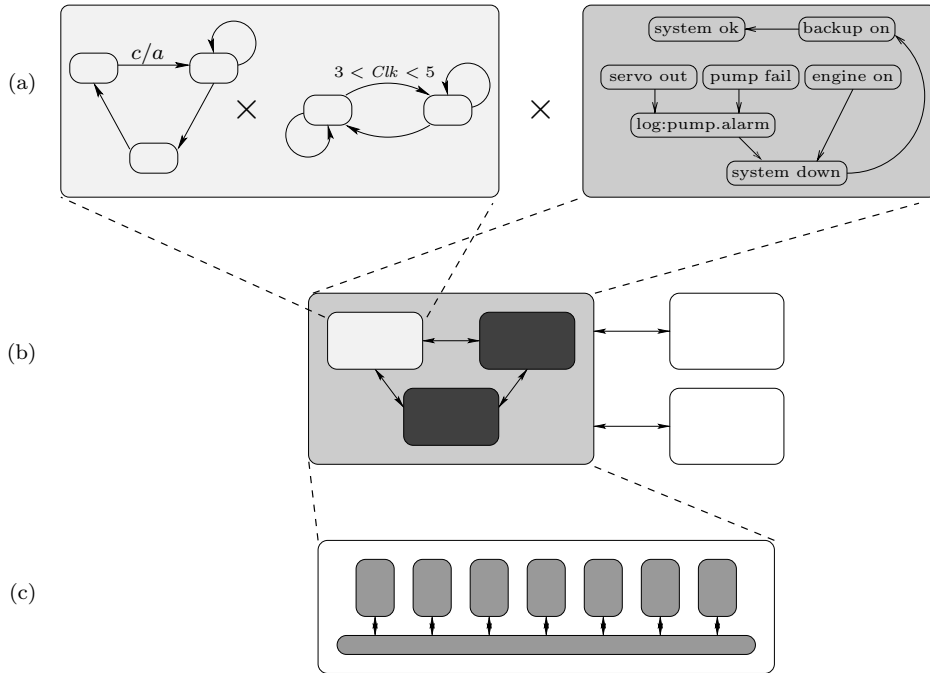 (a)
c/a
3 < Clk < 5
system ok
backup on
servo out
pump fail
engine on
log:pump.alarm
system down
(b)
(c)